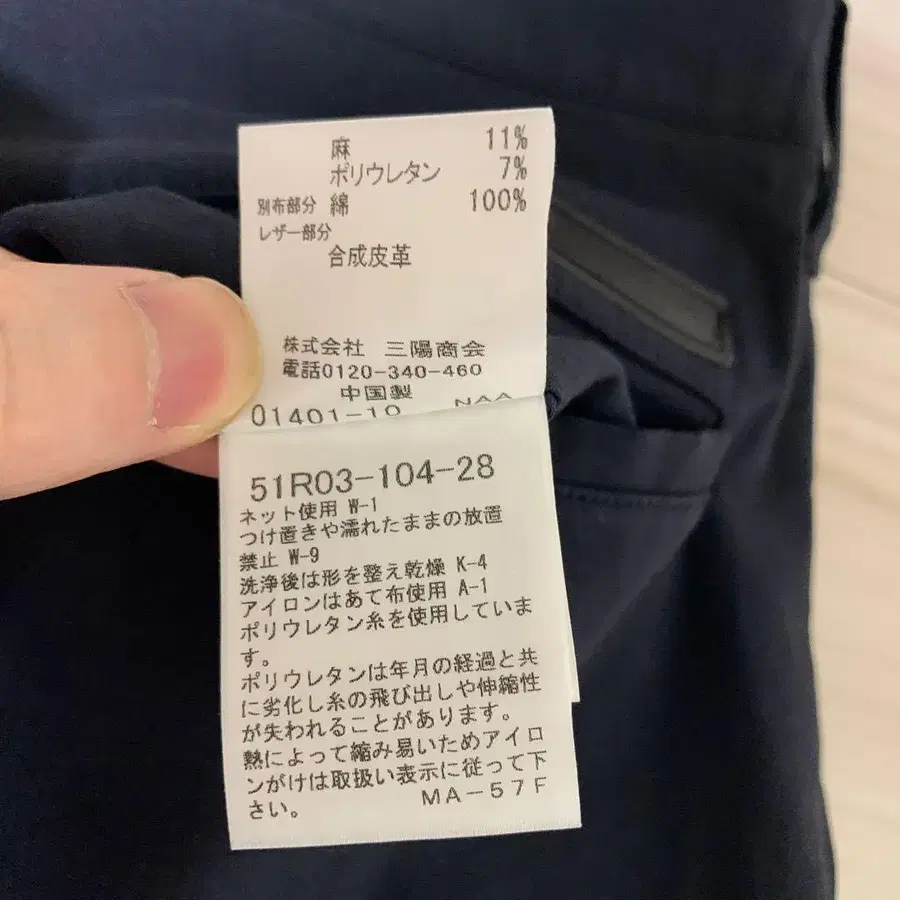 麻 11%
ポリウレタン 7%
別布部分 綿 100%
レザー部分
合成皮革
株式会社 三陽商会
電話0120-340-460
中国製
01401-10 NAA
51R03-104-28
ネット使用 W-1
つけ置きや濡れたままの放置
禁止 W-9
洗浄後は形を整え乾燥 K-4
アイロンはあて布使用 A-1
ポリウレタン糸を使用していま
す。
ポリウレタンは年月の経過と共
に劣化し糸の飛び出しや伸縮性
が失われることがあります。
熱によって縮み易いためアイロ
ンがけは取扱い表示に従って下
さい。 MA-57F